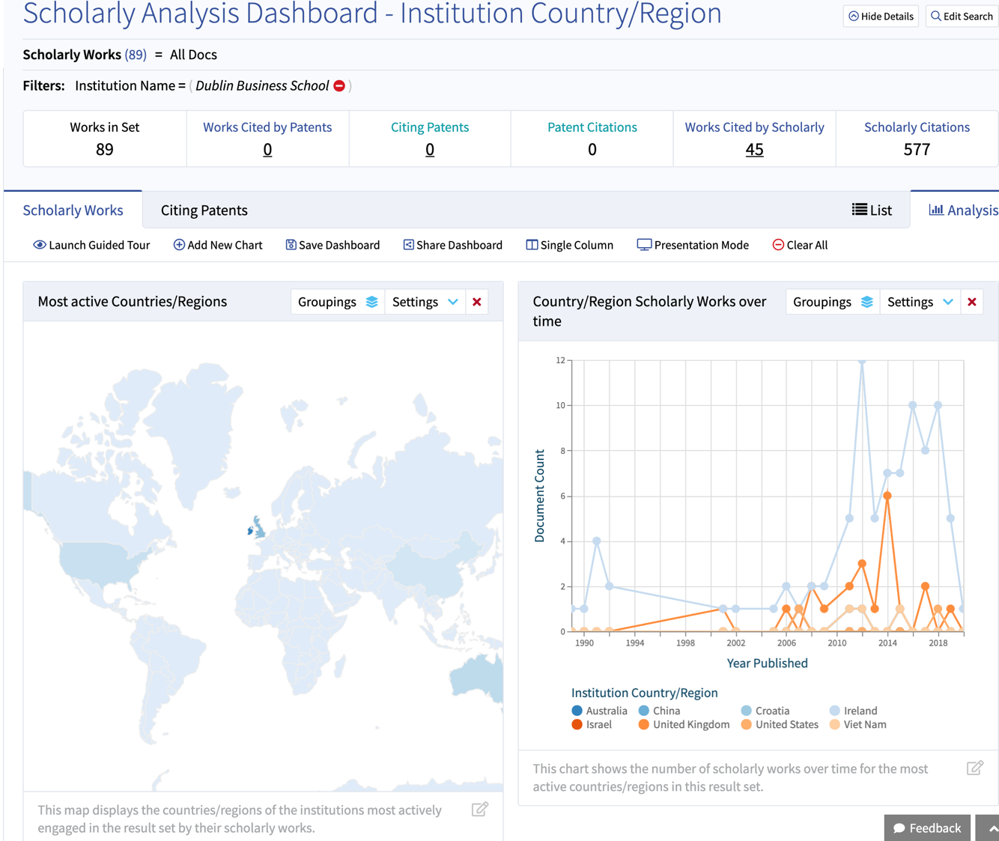 Scholarly Analysis Dashboard - Institution Country/Region
Hide Details
Edit Search
Scholarly Works (89) = All Docs
Filters: Institution Name = ( Dublin Business School )
Works in Set
89
Works Cited by Patents
0
Citing Patents
0
Patent Citations
0
Works Cited by Scholarly
45
Scholarly Citations
577
Scholarly Works
Citing Patents
List
Analysis
Launch Guided Tour
Add New Chart
Save Dashboard
Share Dashboard
Single Column
Presentation Mode
Clear All
Most active Countries/Regions
Groupings
Settings
This map displays the countries/regions of the institutions most actively
engaged in the result set by their scholarly works.
Country/Region Scholarly Works over
time
Groupings
Settings
12
10
8
6
4
2
0
Document Count
1990 1994 1998 2002 2006 2010 2014 2018
Year Published
Institution Country/Region
Australia China Croatia Ireland
Israel United Kingdom United States Viet Nam
This chart shows the number of scholarly works over time for the most
active countries/regions in this result set.
Feedback